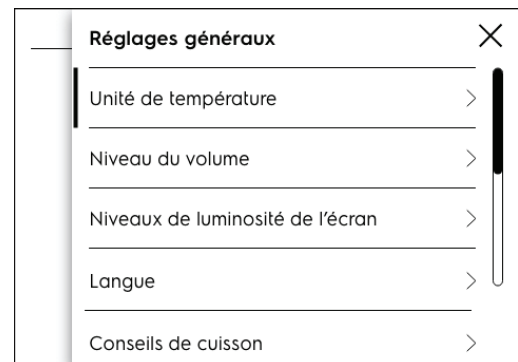 Réglages généraux
Unité de température
Niveau du volume
Niveaux de luminosité de l’écran
Langue
Conseils de cuisson